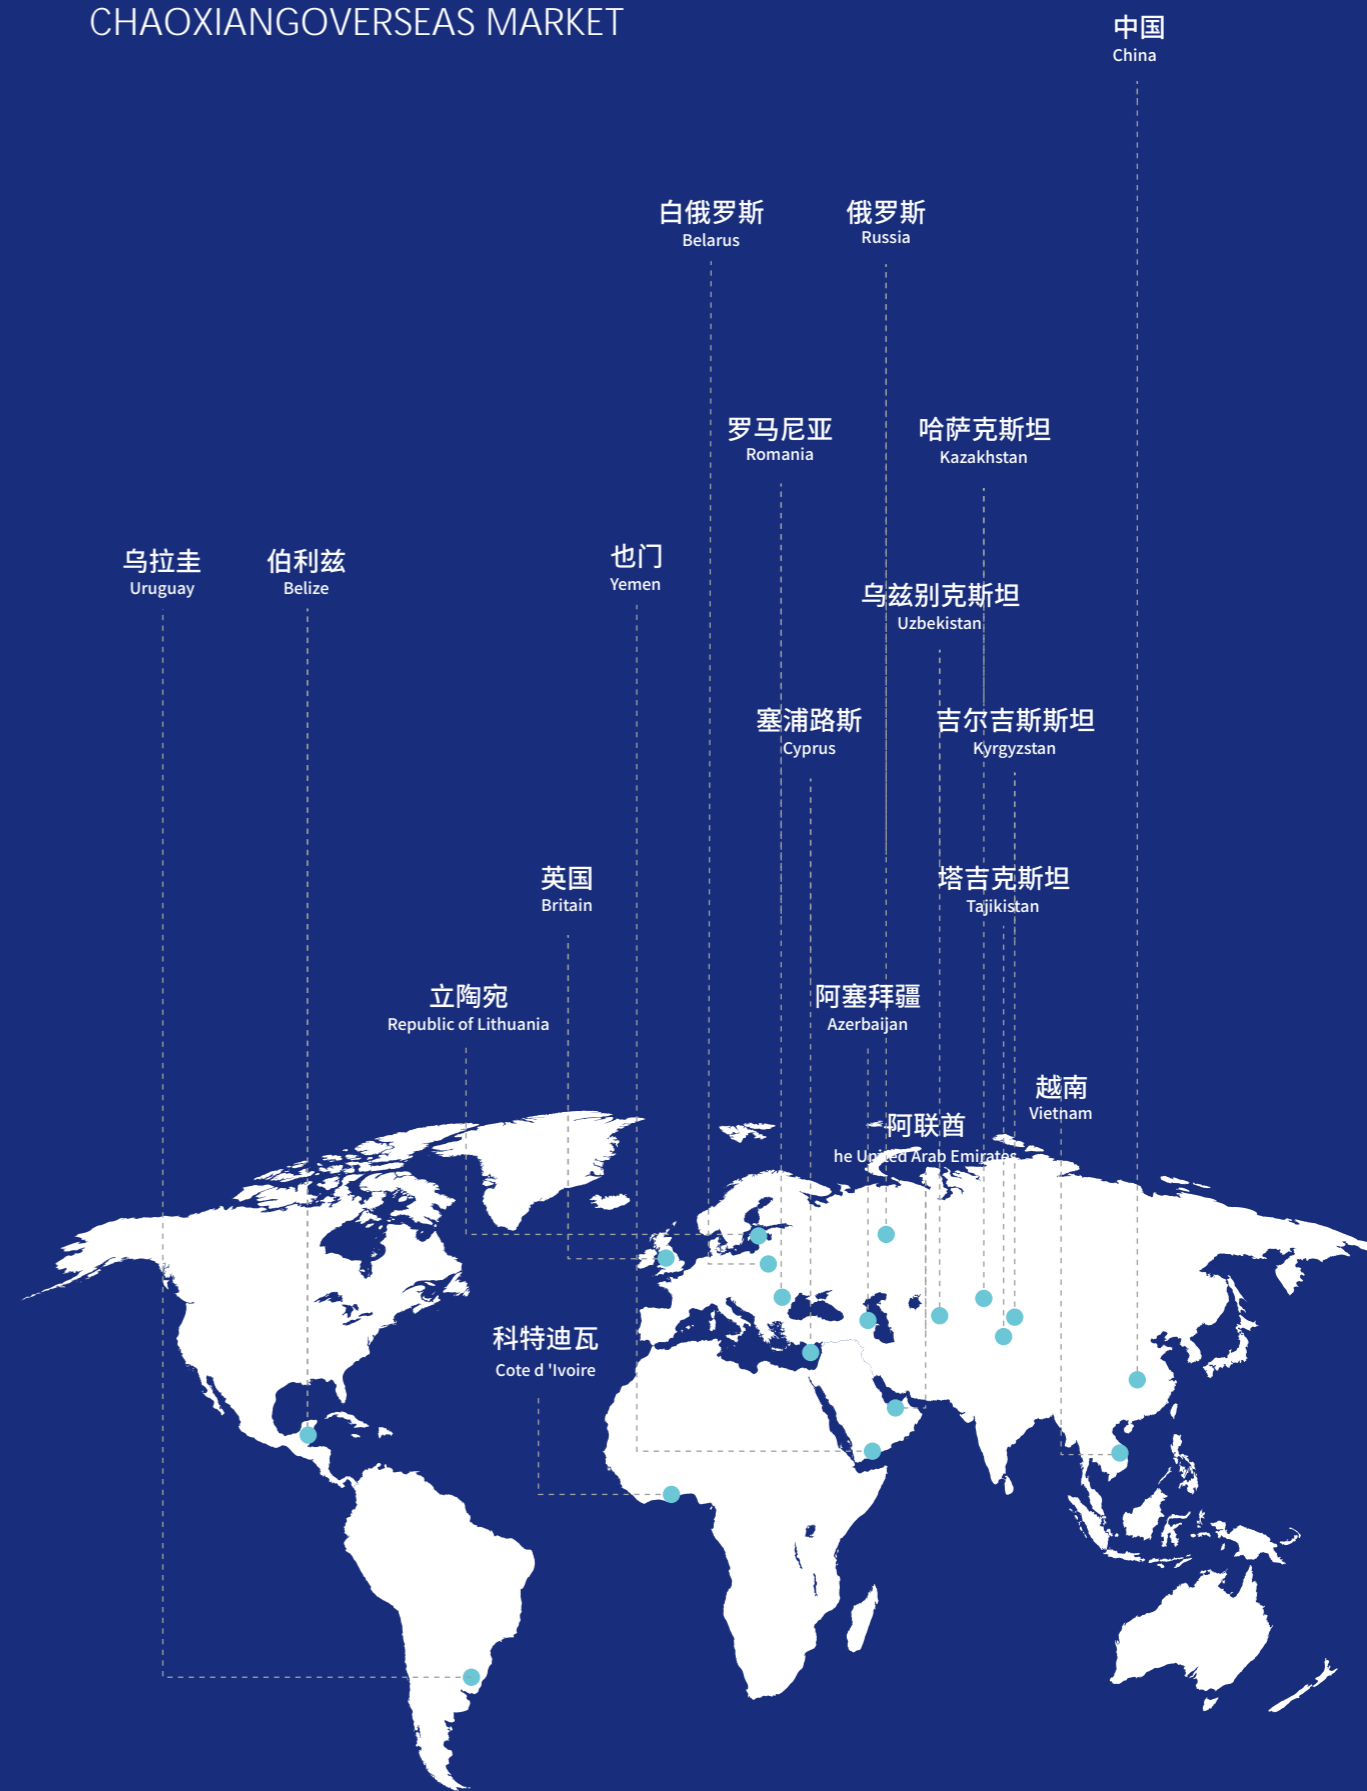 CHAOXIANGOVERSEAS MARKET
中国
China
白俄罗斯
Belarus
俄罗斯
Russia
罗马尼亚
Romania
哈萨克斯坦
Kazakhstan
乌拉圭
Uruguay
伯利兹
Belize
也门
Yemen
乌兹别克斯坦
Uzbekistan
塞浦路斯
Cyprus
吉尔吉斯斯坦
Kyrgyzstan
英国
Britain
塔吉克斯坦
Tajikistan
立陶宛
Republic of Lithuania
阿塞拜疆
Azerbaijan
越南
Vietnam
阿联酋
he United Arab Emirates
科特迪瓦
Cote d 'Ivoire